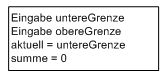 Eingabe untereGrenze
Eingabe obereGrenze
aktuell = untereGrenze
summe = 0